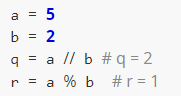 a = 5
b = 2
q = a // b # q = 2
r = a % b # r = 1